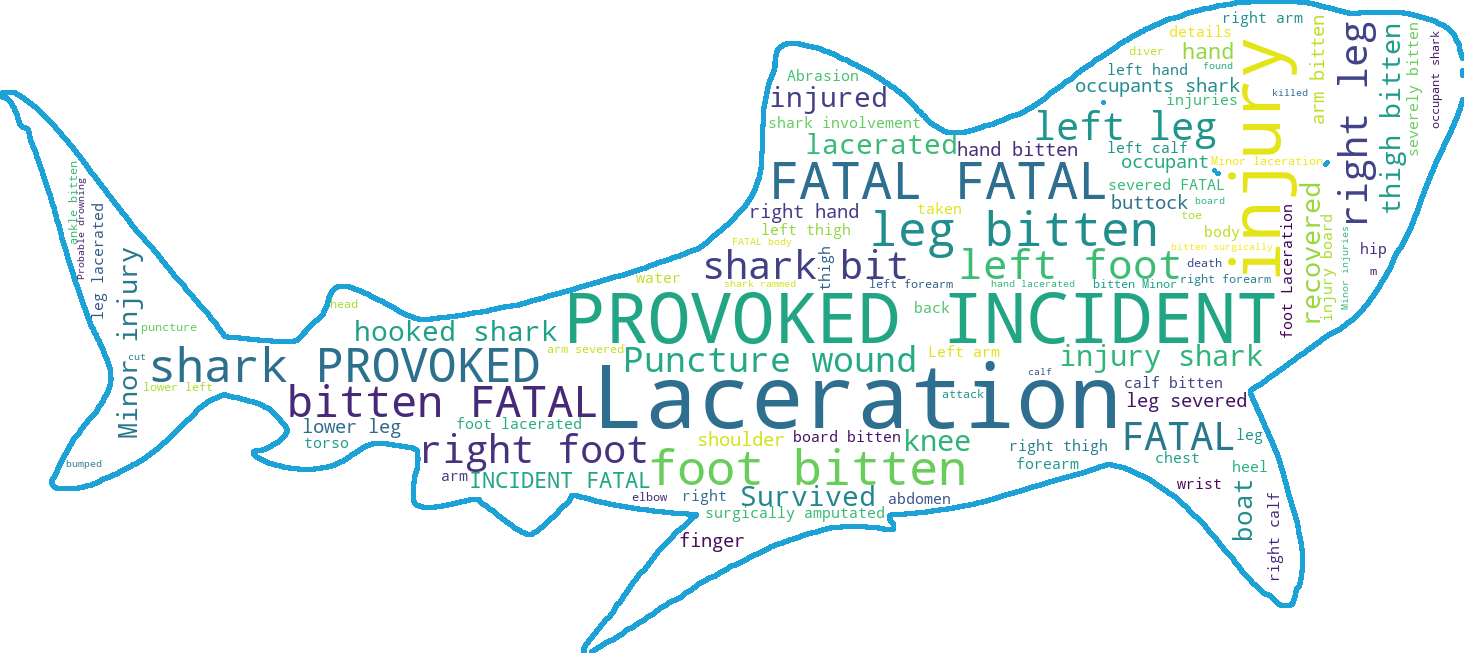 right arm
details
diver
hand
found
left hand
occupants shark
killed
injuries
injury
arm bitten
right leg
thigh bitten
severely bitten
occupant shark
Abrasion
injured
shark involvement
lacerated
hand bitten
left leg
left calf
occupant
Minor laceration
FATAL FATAL
severed FATAL
buttock
board
right hand
taken
toe
left thigh
leg bitten
body
FATAL body
bitten surgically
recovered
injury board
Minor injuries
foot Laceration
hip
m
shark bit
thigh
left foot
death
water
shark rammed
left forearm
hand lacerated
bitten Minor
right forearm
ankle bitten
Probable drowning
leg lacerated
Minor injury
head
puncture
hooked shark
PROVOKED INCIDENT
back
cut
shark PROVOKED
arm severed
Puncture wound
Left arm
injury shark
lower left
bitten FATAL
Laceration
calf
attack
calf bitten
leg severed
lower leg
foot lacerated
torso
right foot
shoulder
board bitten
knee
right thigh
FATAL
leg
bumped
arm
INCIDENT FATAL
foot bitten
forearm
chest
heel
elbow
right
Survived
abdomen
wrist
surgically amputated
boat
right calf
finger